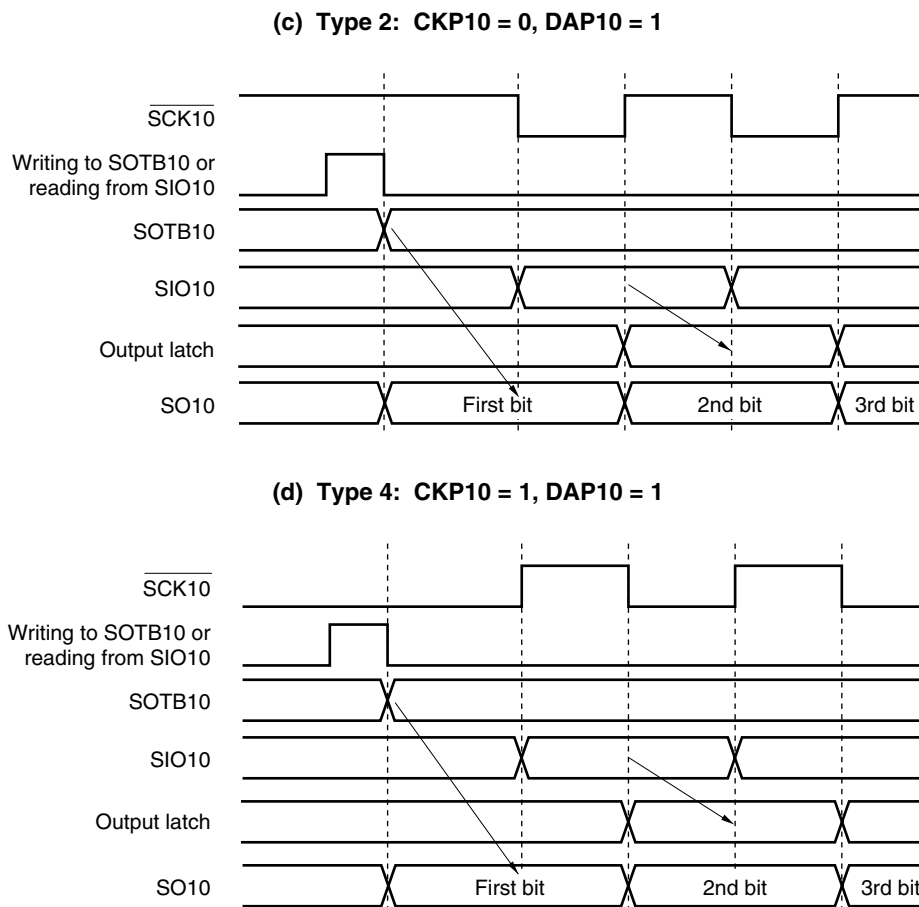 (c) Type 2: CKP10 = 0, DAP10 = 1
SCK10
Writing to SOTB10 or
reading from SIO10
SOTB10
SIO10
Output latch
SO10
First bit
2nd bit
3rd bit
(d) Type 4: CKP10 = 1, DAP10 = 1
SCK10
Writing to SOTB10 or
reading from SIO10
SOTB10
SIO10
Output latch
SO10
First bit
2nd bit
3rd bit